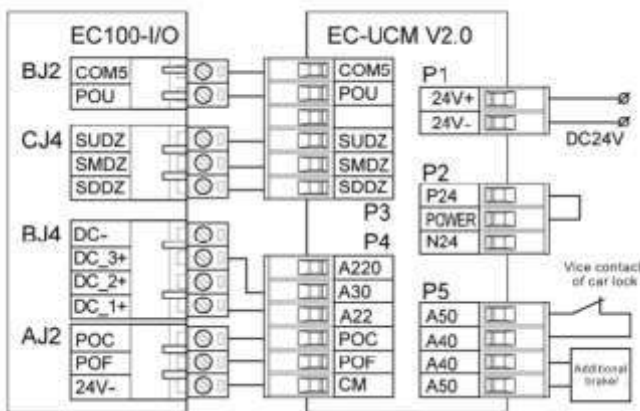 EC100-I/O
EC-UCM V2.0
BJ2
COM5
POU
CJ4
SUDZ
SMDZ
SDDZ
BJ4
DC-
DC_3+
DC_2+
DC_1+
AJ2
POC
POF
24V-
COM5
POU
SUDZ
SMDZ
SDDZ
P3
P4
A220
A30
A22
POC
POF
CM
P1
24V+
24V-
DC24V
P2
P24
POWER
N24
Vice contact
of car lock
P5
A50
A40
A40
A50
Additional
brake